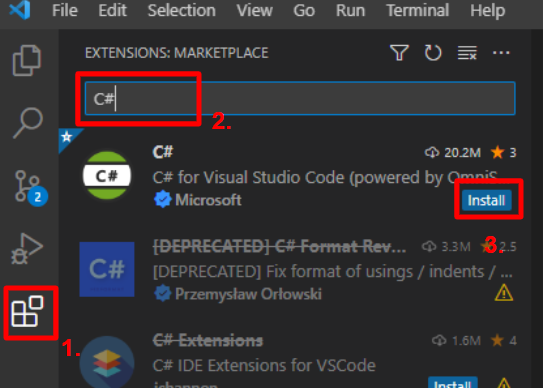 File Edit Selection View Go Run Terminal Help
EXTENSIONS: MARKETPLACE
C#
2.
C# 20.2M 3
C# for Visual Studio Code (powered by OmniS
C#
Microsoft Install
2
3.
[DEPRECATED] C# Format Rev... 3.3M 2.5
C#
[DEPRECATED] Fix format of usings / indents / ...
Przemysław Orłowski
1.
C# Extensions 1.6M 4
C# IDE Extensions for VSCode
jchannon Install